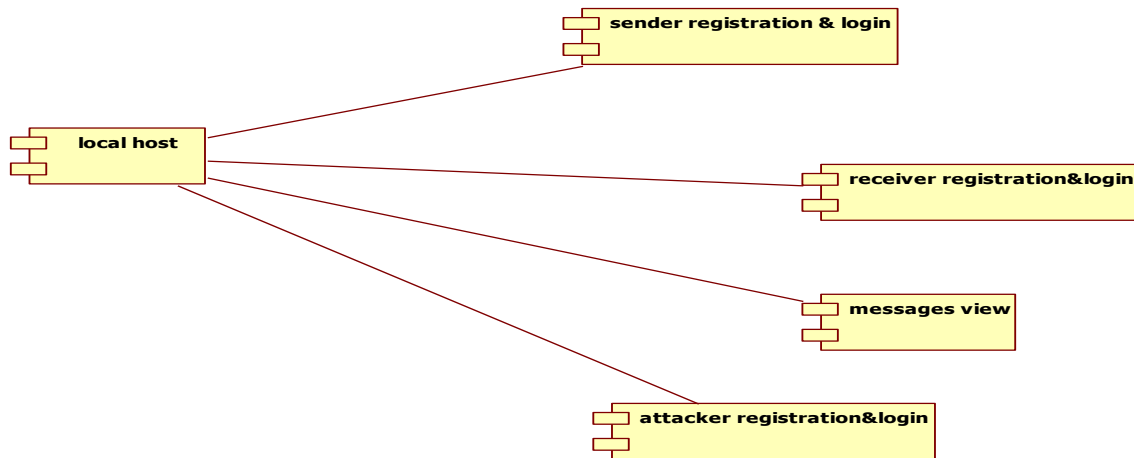 sender registration & login
local host
receiver registration&login
messages view
attacker registration&login